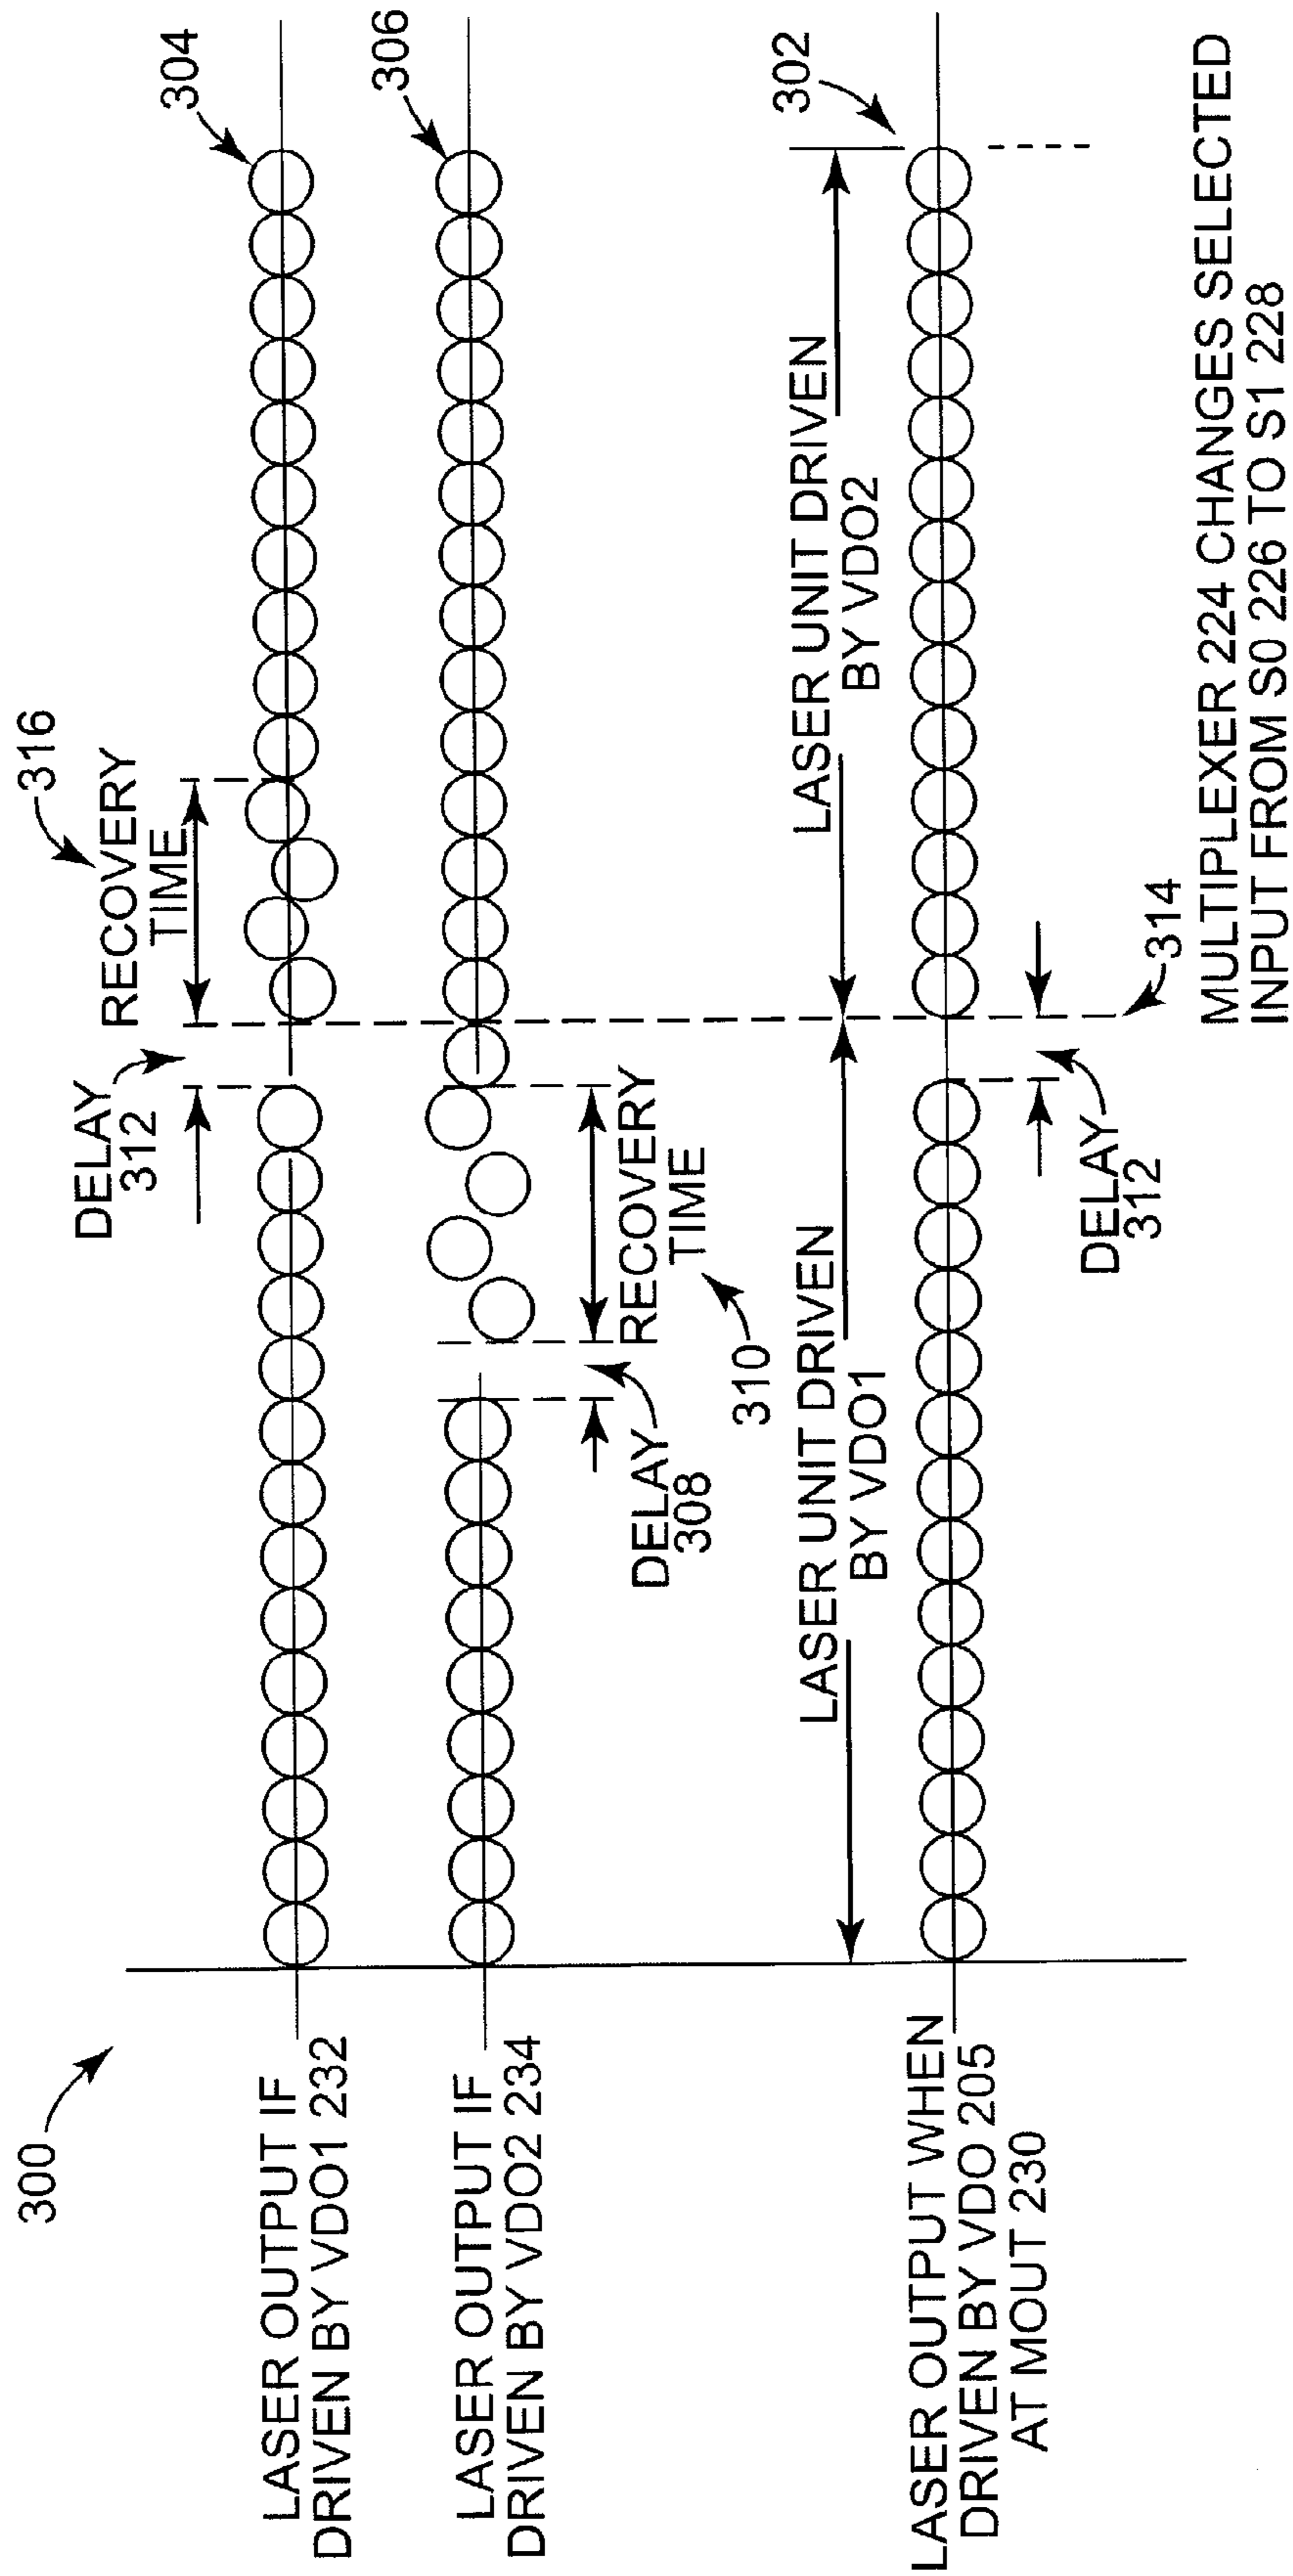 300
316
RECOVERY
TIME
304
DELAY
312
LASER OUTPUT IF
DRIVEN BY VDO1 232
306
LASER OUTPUT IF
DRIVEN BY VDO2 234
DELAY
308
RECOVERY
TIME
310
302
LASER UNIT DRIVEN
BY VDO1
LASER UNIT DRIVEN
BY VDO2
LASER OUTPUT WHEN
DRIVEN BY VDO 205
AT MOUT 230
DELAY
312
314
MULTIPLEXER 224 CHANGES SELECTED
INPUT FROM S0 226 TO S1 228